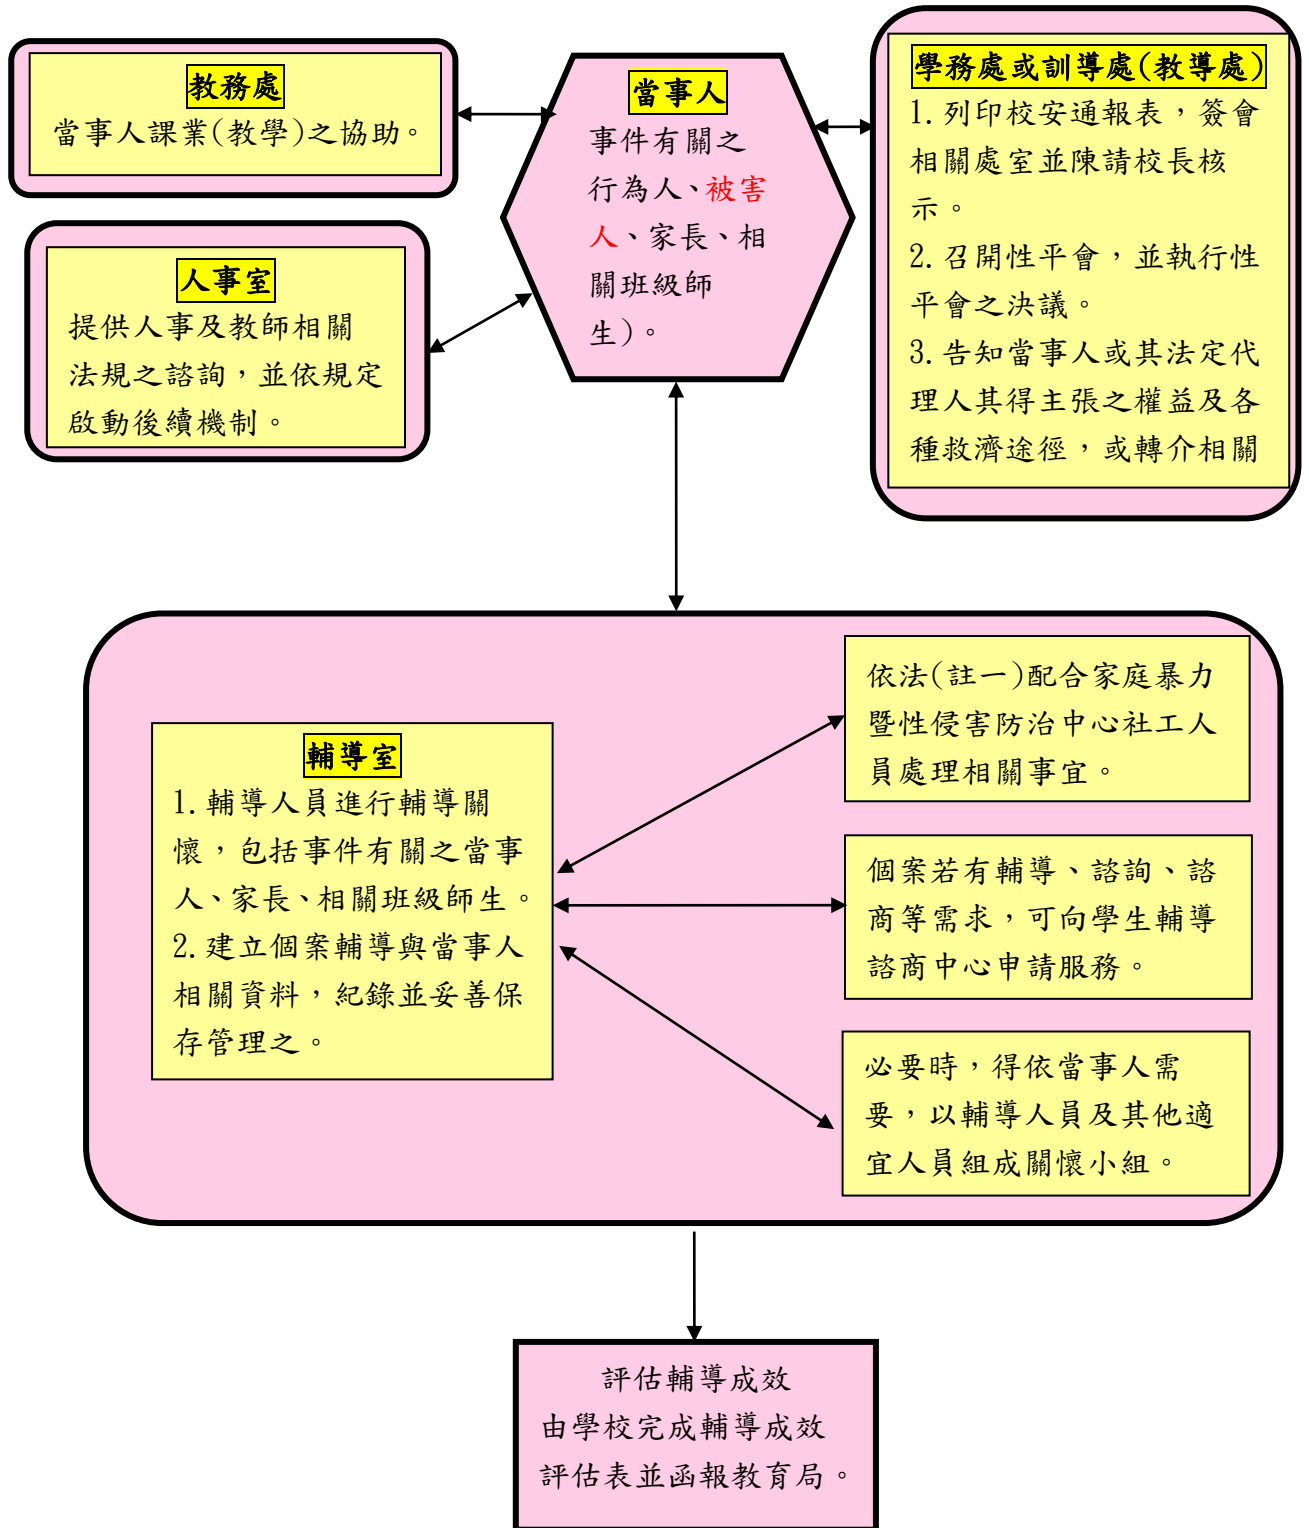 教務處
當事人課業(教學)之協助。
人事室
提供人事及教師相關
法規之諮詢，並依規定
啟動後續機制。
當事人
事件有關之
行為人、被害
人、家長、相
關班級師
生)。
學務處或訓導處(教導處)
1.列印校安通報表，簽會
相關處室並陳請校長核
示。
2.召開性平會，並執行性
平會之決議。
3.告知當事人或其法定代
理人其得主張之權益及各
種救濟途徑，或轉介相關
輔導室
1.輔導人員進行輔導關
懷，包括事件有關之當事
人、家長、相關班級師生。
2.建立個案輔導與當事人
相關資料，紀錄並妥善保
存管理之。
依法(註一)配合家庭暴力
暨性侵害防治中心社工人
員處理相關事宜。
個案若有輔導、諮詢、諮
商等需求，可向學生輔導
諮商中心申請服務。
必要時，得依當事人需
要，以輔導人員及其他適
宜人員組成關懷小組。
評估輔導成效
由學校完成輔導成效
評估表並函報教育局。